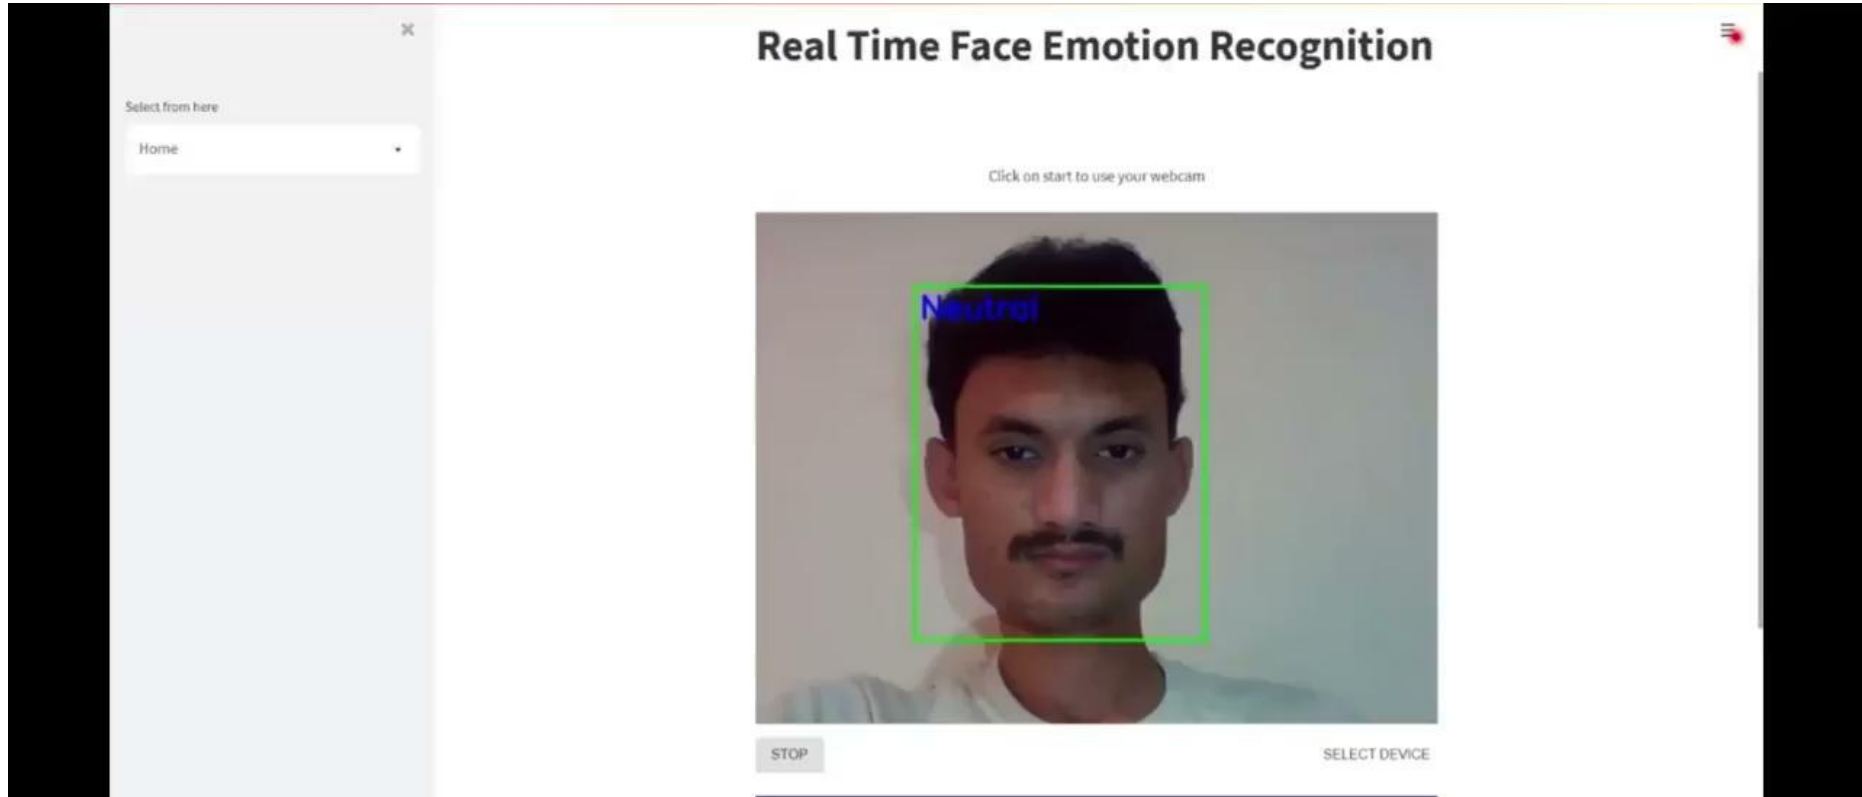 Real Time Face Emotion Recognition
Select from here
Home
Click on start to use your webcam
Neutral
STOP
SELECT DEVICE